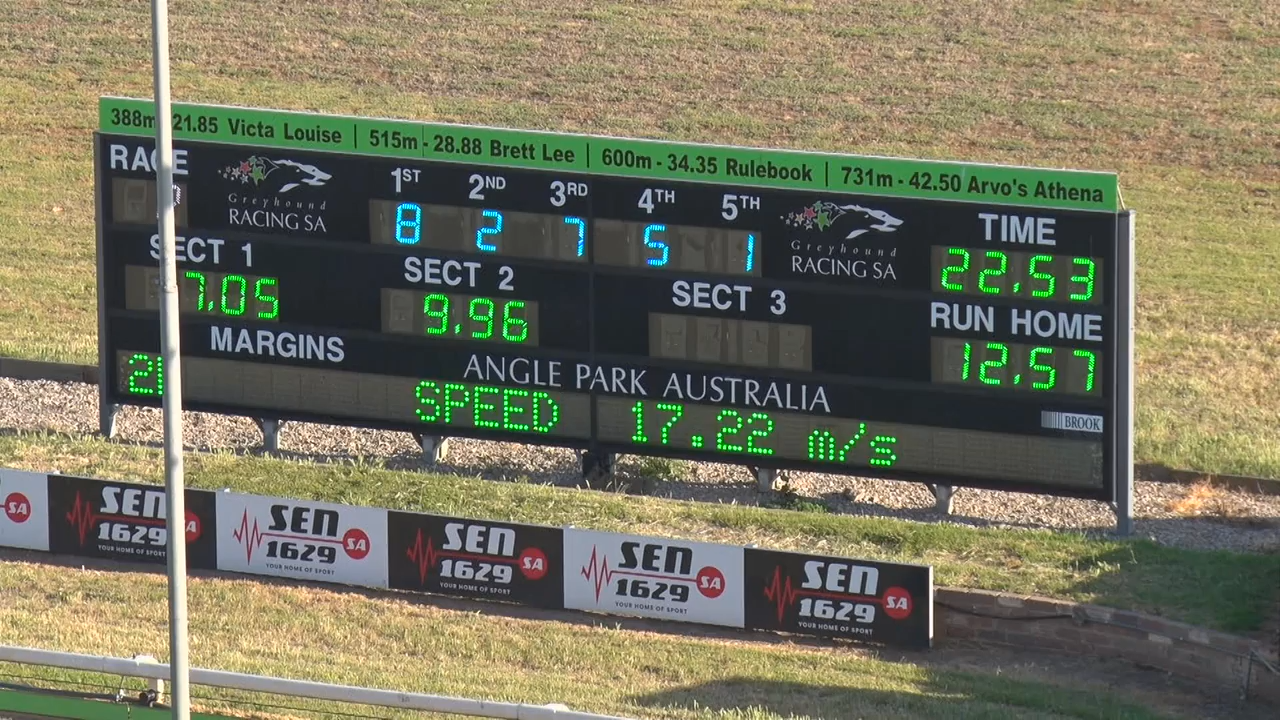 388m 21.85 Victa Louise | 515m - 28.88 Brett Lee | 600m - 34.35 Rulebook | 731m - 42.50 Arvo's Athena
RACE
Greyhound
RACING SA
1ST 2ND 3RD 4TH 5TH
8 2 7 5 1
Greyhound
RACING SA
TIME
22.53
SECT 1
7.05
SECT 2
9.96
SECT 3
RUN HOME
12.57
MARGINS
ANGLE PARK AUSTRALIA
SPEED 17.22 m/s
BROOK
SA
SEN
1629
SA
YOUR HOME OF SPORT
SEN
1629
SA
YOUR HOME OF SPORT
SEN
1629
SA
YOUR HOME OF SPORT
SEN
1629
SA
YOUR HOME OF SPORT
SEN
1629
SA
YOUR HOME OF SPORT